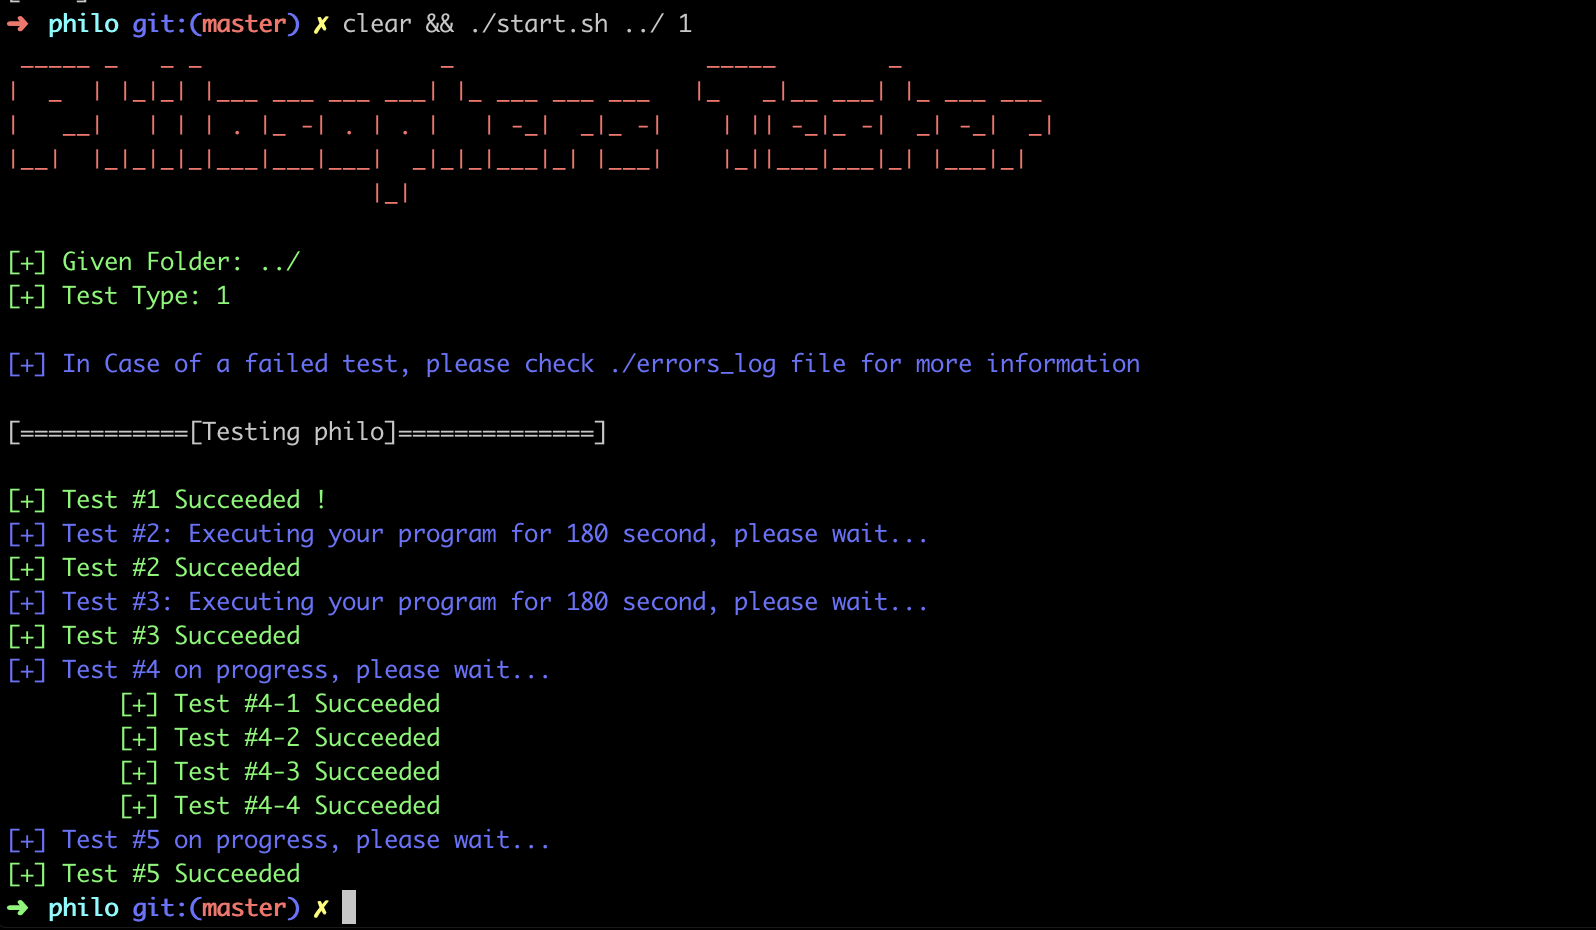 ➜ philo git:(master) ✗ clear && ./start.sh ../ 1
Philosophers Tester
[+] Given Folder: ../
[+] Test Type: 1
[+] In Case of a failed test, please check ./errors_log file for more information
[============[Testing philo]==============]
[+] Test #1 Succeeded !
[+] Test #2: Executing your program for 180 second, please wait...
[+] Test #2 Succeeded
[+] Test #3: Executing your program for 180 second, please wait...
[+] Test #3 Succeeded
[+] Test #4 on progress, please wait...
[+] Test #4-1 Succeeded
[+] Test #4-2 Succeeded
[+] Test #4-3 Succeeded
[+] Test #4-4 Succeeded
[+] Test #5 on progress, please wait...
[+] Test #5 Succeeded
➜ philo git:(master) ✗